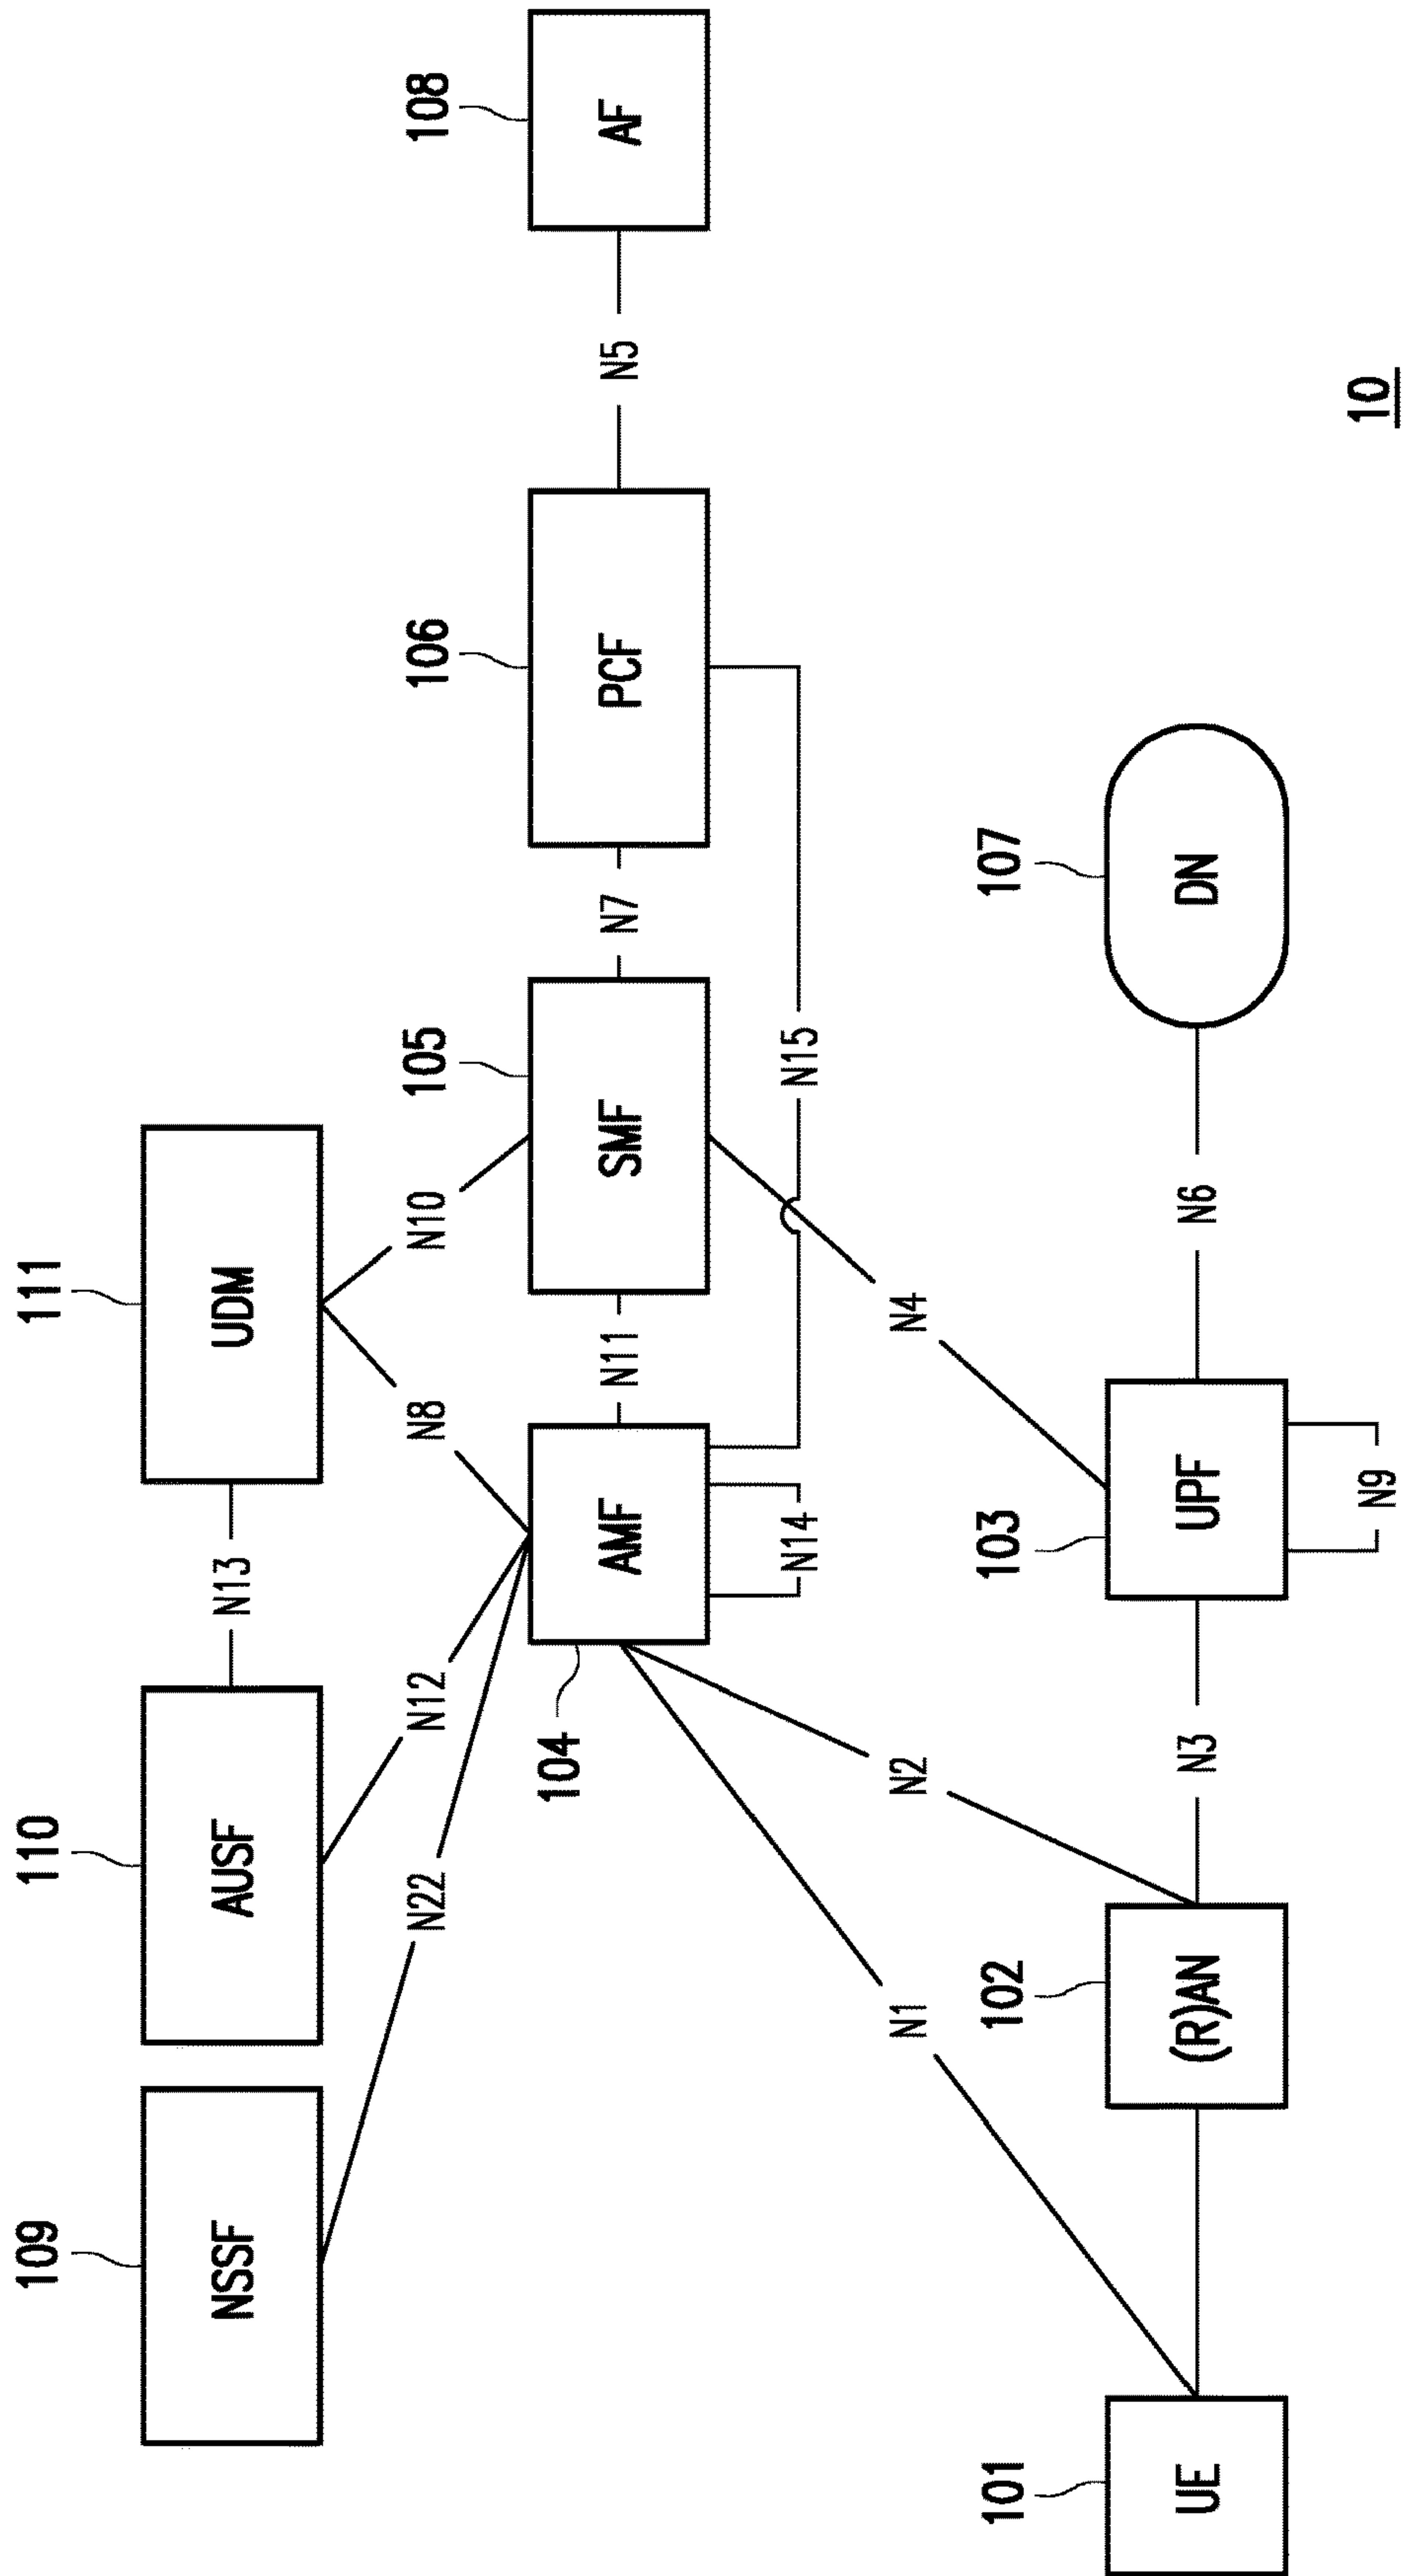 109
110
111
NSSF
AUSF
N13
UDM
N22
N12
N8
N10
105
106
108
104
AMF
N11
SMF
N7
PCF
N5
AF
N14
N15
N1
N2
N4
101
102
103
107
UE
(R)AN
N3
UPF
N6
DN
N9
10